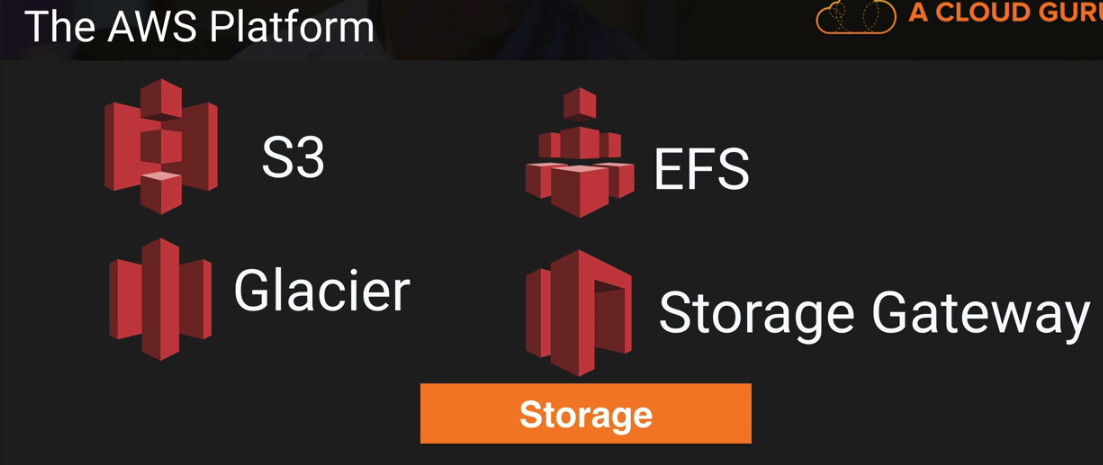 The AWS Platform
A CLOUD GURU
S3
EFS
Glacier
Storage Gateway
Storage